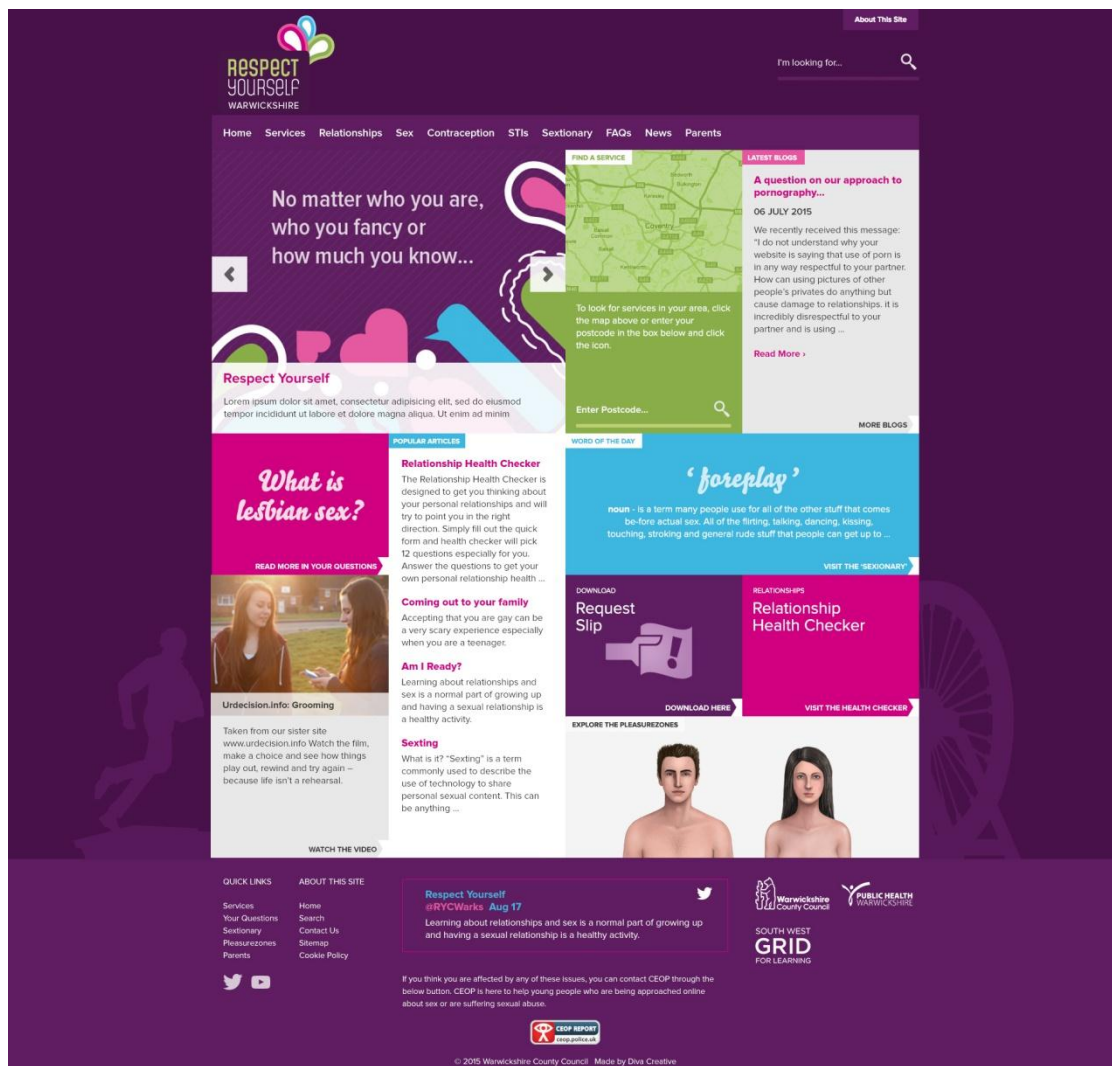 About This Site
RESPECT
YOURSELF
WARWICKSHIRE
I'm looking for...
Home Services Relationships Sex Contraception STIs Sextionary FAQs News Parents
No matter who you are,
who you fancy or
how much you know...
Respect Yourself
Lorem ipsum dolor sit amet, consectetur adipisicing elit, sed do eiusmod
tempor incididunt ut labore et dolore magna aliqua. Ut enim ad minim
FIND A SERVICE
Coventry
To look for services in your area, click
the map above or enter your
postcode in the box below and click
the icon.
Enter Postcode...
LATEST BLOGS
A question on our approach to
pornography...
06 JULY 2015
We recently received this message:
"I do not understand why your
website is saying that use of porn is
in any way respectful to your partner.
How can using pictures of other
people's privates do anything but
cause damage to relationships. it is
incredibly disrespectful to your
partner and is using ...
Read More ›
MORE BLOGS
What is
lesbian sex?
READ MORE IN YOUR QUESTIONS
POPULAR ARTICLES
Relationship Health Checker
The Relationship Health Checker is
designed to get you thinking about
your personal relationships and will
try to point you in the right
direction. Simply fill out the quick
form and health checker will pick
12 questions especially for you.
Answer the questions to get your
own personal relationship health ...
Coming out to your family
Accepting that you are gay can be
a very scary experience especially
when you are a teenager.
Am I Ready?
Learning about relationships and
sex is a normal part of growing up
and having a sexual relationship is
a healthy activity.
Sexting
What is it? "Sexting" is a term
commonly used to describe the
use of technology to share
personal sexual content. This can
be anything ...
WORD OF THE DAY
' foreplay '
noun - is a term many people use for all of the other stuff that comes
be-fore actual sex. All of the flirting, talking, dancing, kissing,
touching, stroking and general rude stuff that people can get up to ...
VISIT THE 'SEXIONARY'
Urdecision.info: Grooming
Taken from our sister site
www.urdecision.info Watch the film,
make a choice and see how things
play out, rewind and try again –
because life isn't a rehearsal.
WATCH THE VIDEO
DOWNLOAD
Request
Slip
DOWNLOAD HERE
RELATIONSHIPS
Relationship
Health Checker
VISIT THE HEALTH CHECKER
EXPLORE THE PLEASUREZONES
QUICK LINKS
Services
Your Questions
Sextionary
Pleasurezones
Parents
ABOUT THIS SITE
Home
Search
Contact Us
Sitemap
Cookie Policy
Respect Yourself
@RYCWarks Aug 17
Learning about relationships and sex is a normal part of growing up
and having a sexual relationship is a healthy activity.
Warwickshire
County Council
PUBLIC HEALTH
WARWICKSHIRE
SOUTH WEST
GRID
FOR LEARNING
If you think you are affected by any of these issues, you can contact CEOP through the
below button. CEOP is here to help young people who are being approached online
about sex or are suffering sexual abuse.
CEOP REPORT
ceop.police.uk
© 2015 Warwickshire County Council Made by Diva Creative